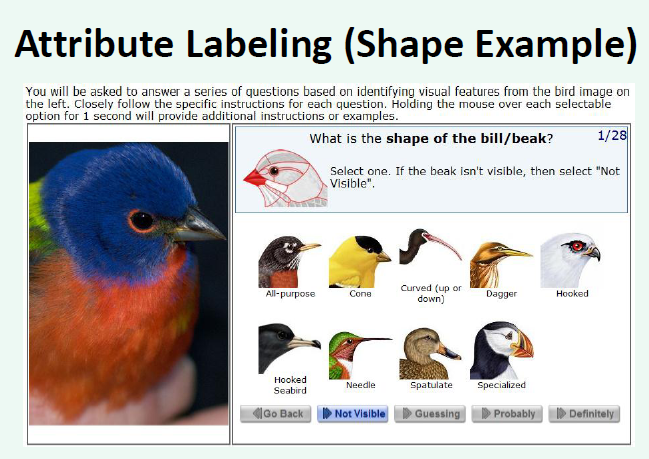 Attribute Labeling (Shape Example)
You will be asked to answer a series of questions based on identifying visual features from the bird image on
the left. Closely follow the specific instructions for each question. Holding the mouse over each selectable
option for 1 second will provide additional instructions or examples.
What is the shape of the bill/beak?
1/28
Select one. If the beak isn't visible, then select "Not
Visible".
All-purpose
Cone
Curved (up or
down)
Dagger
Hooked
Hooked
Seabird
Needle
Spatulate
Specialized
Go Back
Not Visible
Guessing
Probably
Definitely